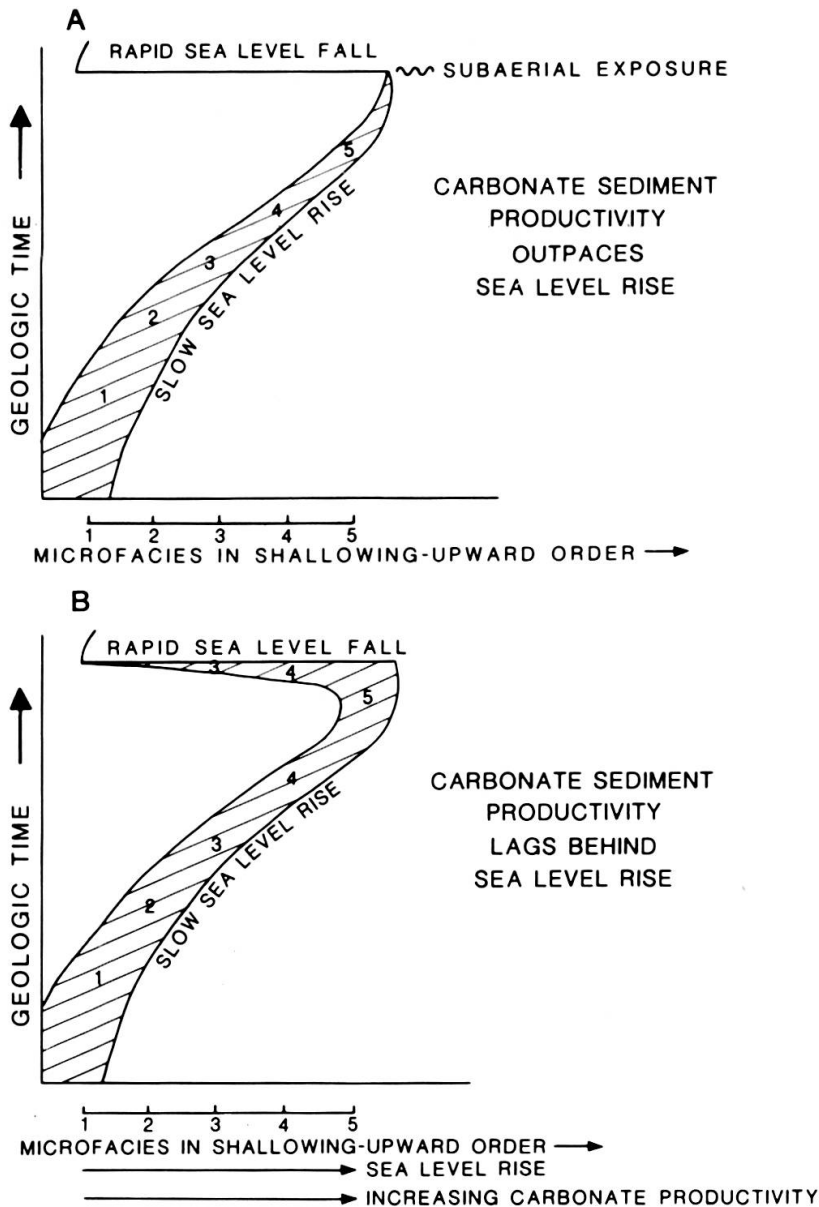 A
RAPID SEA LEVEL FALL
SUBAERIAL EXPOSURE
5
4
3
2
1
SLOW SEA LEVEL RISE
CARBONATE SEDIMENT
PRODUCTIVITY
OUTPACES
SEA LEVEL RISE
GEOLOGIC TIME
1 2 3 4 5
MICROFACIES IN SHALLOWING-UPWARD ORDER
B
RAPID SEA LEVEL FALL
3 4
5
4
3
2
1
SLOW SEA LEVEL RISE
CARBONATE SEDIMENT
PRODUCTIVITY
LAGS BEHIND
SEA LEVEL RISE
GEOLOGIC TIME
1 2 3 4 5
MICROFACIES IN SHALLOWING-UPWARD ORDER
SEA LEVEL RISE
INCREASING CARBONATE PRODUCTIVITY